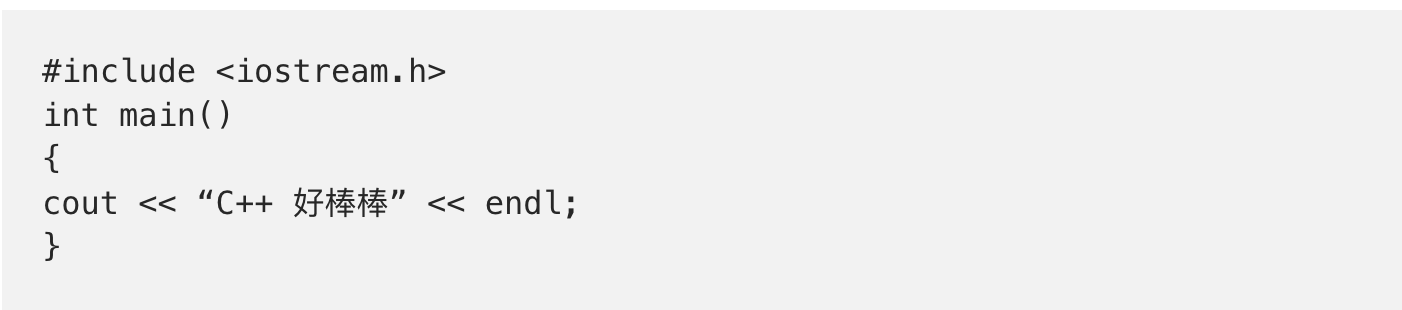 #include <iostream.h>
int main()
{
cout << “C++ 好棒棒” << endl;
}